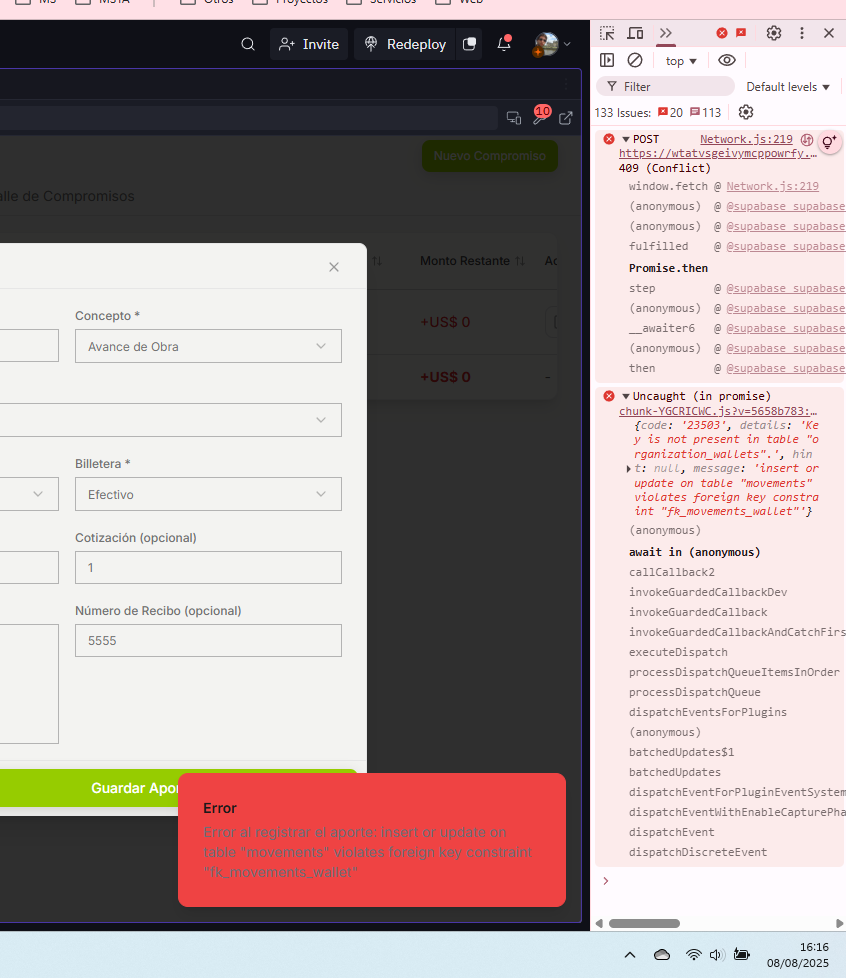 Otros
Proyectos
Servicios
Web
Invite
Redeploy
top
Filter
Default levels
133 Issues:
20
113
10
Nuevo Compromiso
alle de Compromisos
Monto Restante
Ac
+US$ 0
+US$ 0
-
Concepto *
Avance de Obra
Billetera *
Efectivo
Cotización (opcional)
1
Número de Recibo (opcional)
5555
Guardar Apor
Error
Error al registrar el aporte: insert or update on
table "movements" violates foreign key constraint
"fk_movements_wallet"
POST Network.js:219
https://wtatvsgeivymcppowrfy.…
409 (Conflict)
window.fetch @ Network.js:219
(anonymous) @ @supabase_supabase
(anonymous) @ @supabase_supabase
fulfilled @ @supabase_supabase
Promise.then
step @ @supabase_supabase
(anonymous) @ @supabase_supabase
__awaiter6 @ @supabase_supabase
(anonymous) @ @supabase_supabase
then @ @supabase_supabase
Uncaught (in promise)
chunk-YGCRICWC.js?v=5658b783:…
{code: '23503', details: 'Ke
y is not present in table "o
rganization_wallets".', hin
t: null, message: 'insert or
update on table "movements"
violates foreign key constra
int "fk_movements_wallet"'}
(anonymous)
await in (anonymous)
callCallback2
invokeGuardedCallbackDev
invokeGuardedCallback
invokeGuardedCallbackAndCatchFirs
executeDispatch
processDispatchQueueItemsInOrder
processDispatchQueue
dispatchEventsForPlugins
(anonymous)
batchedUpdates$1
batchedUpdates
dispatchEventForPluginEventSystem
dispatchEventWithEnableCapturePha
dispatchEvent
dispatchDiscreteEvent
16:16
08/08/2025